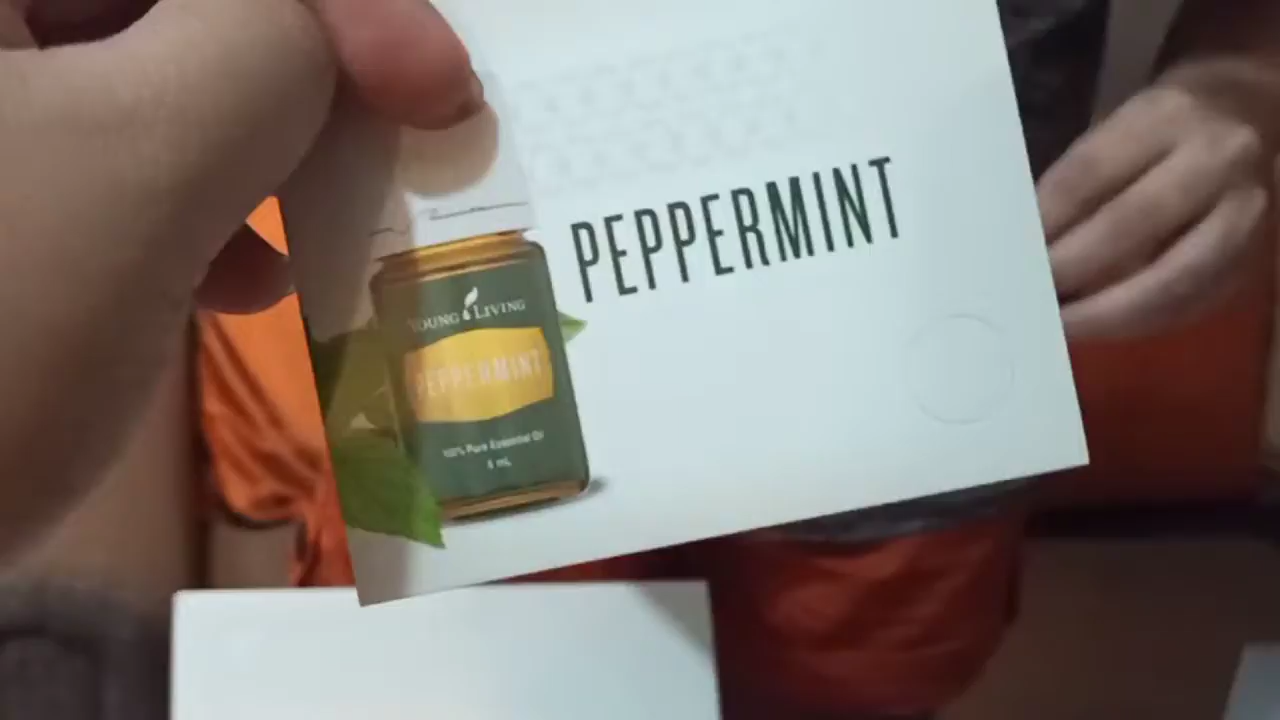 PEPPERMINT
YOUNG LIVING
PEPPERMINT
100% Pure Essential Oil
5 mL